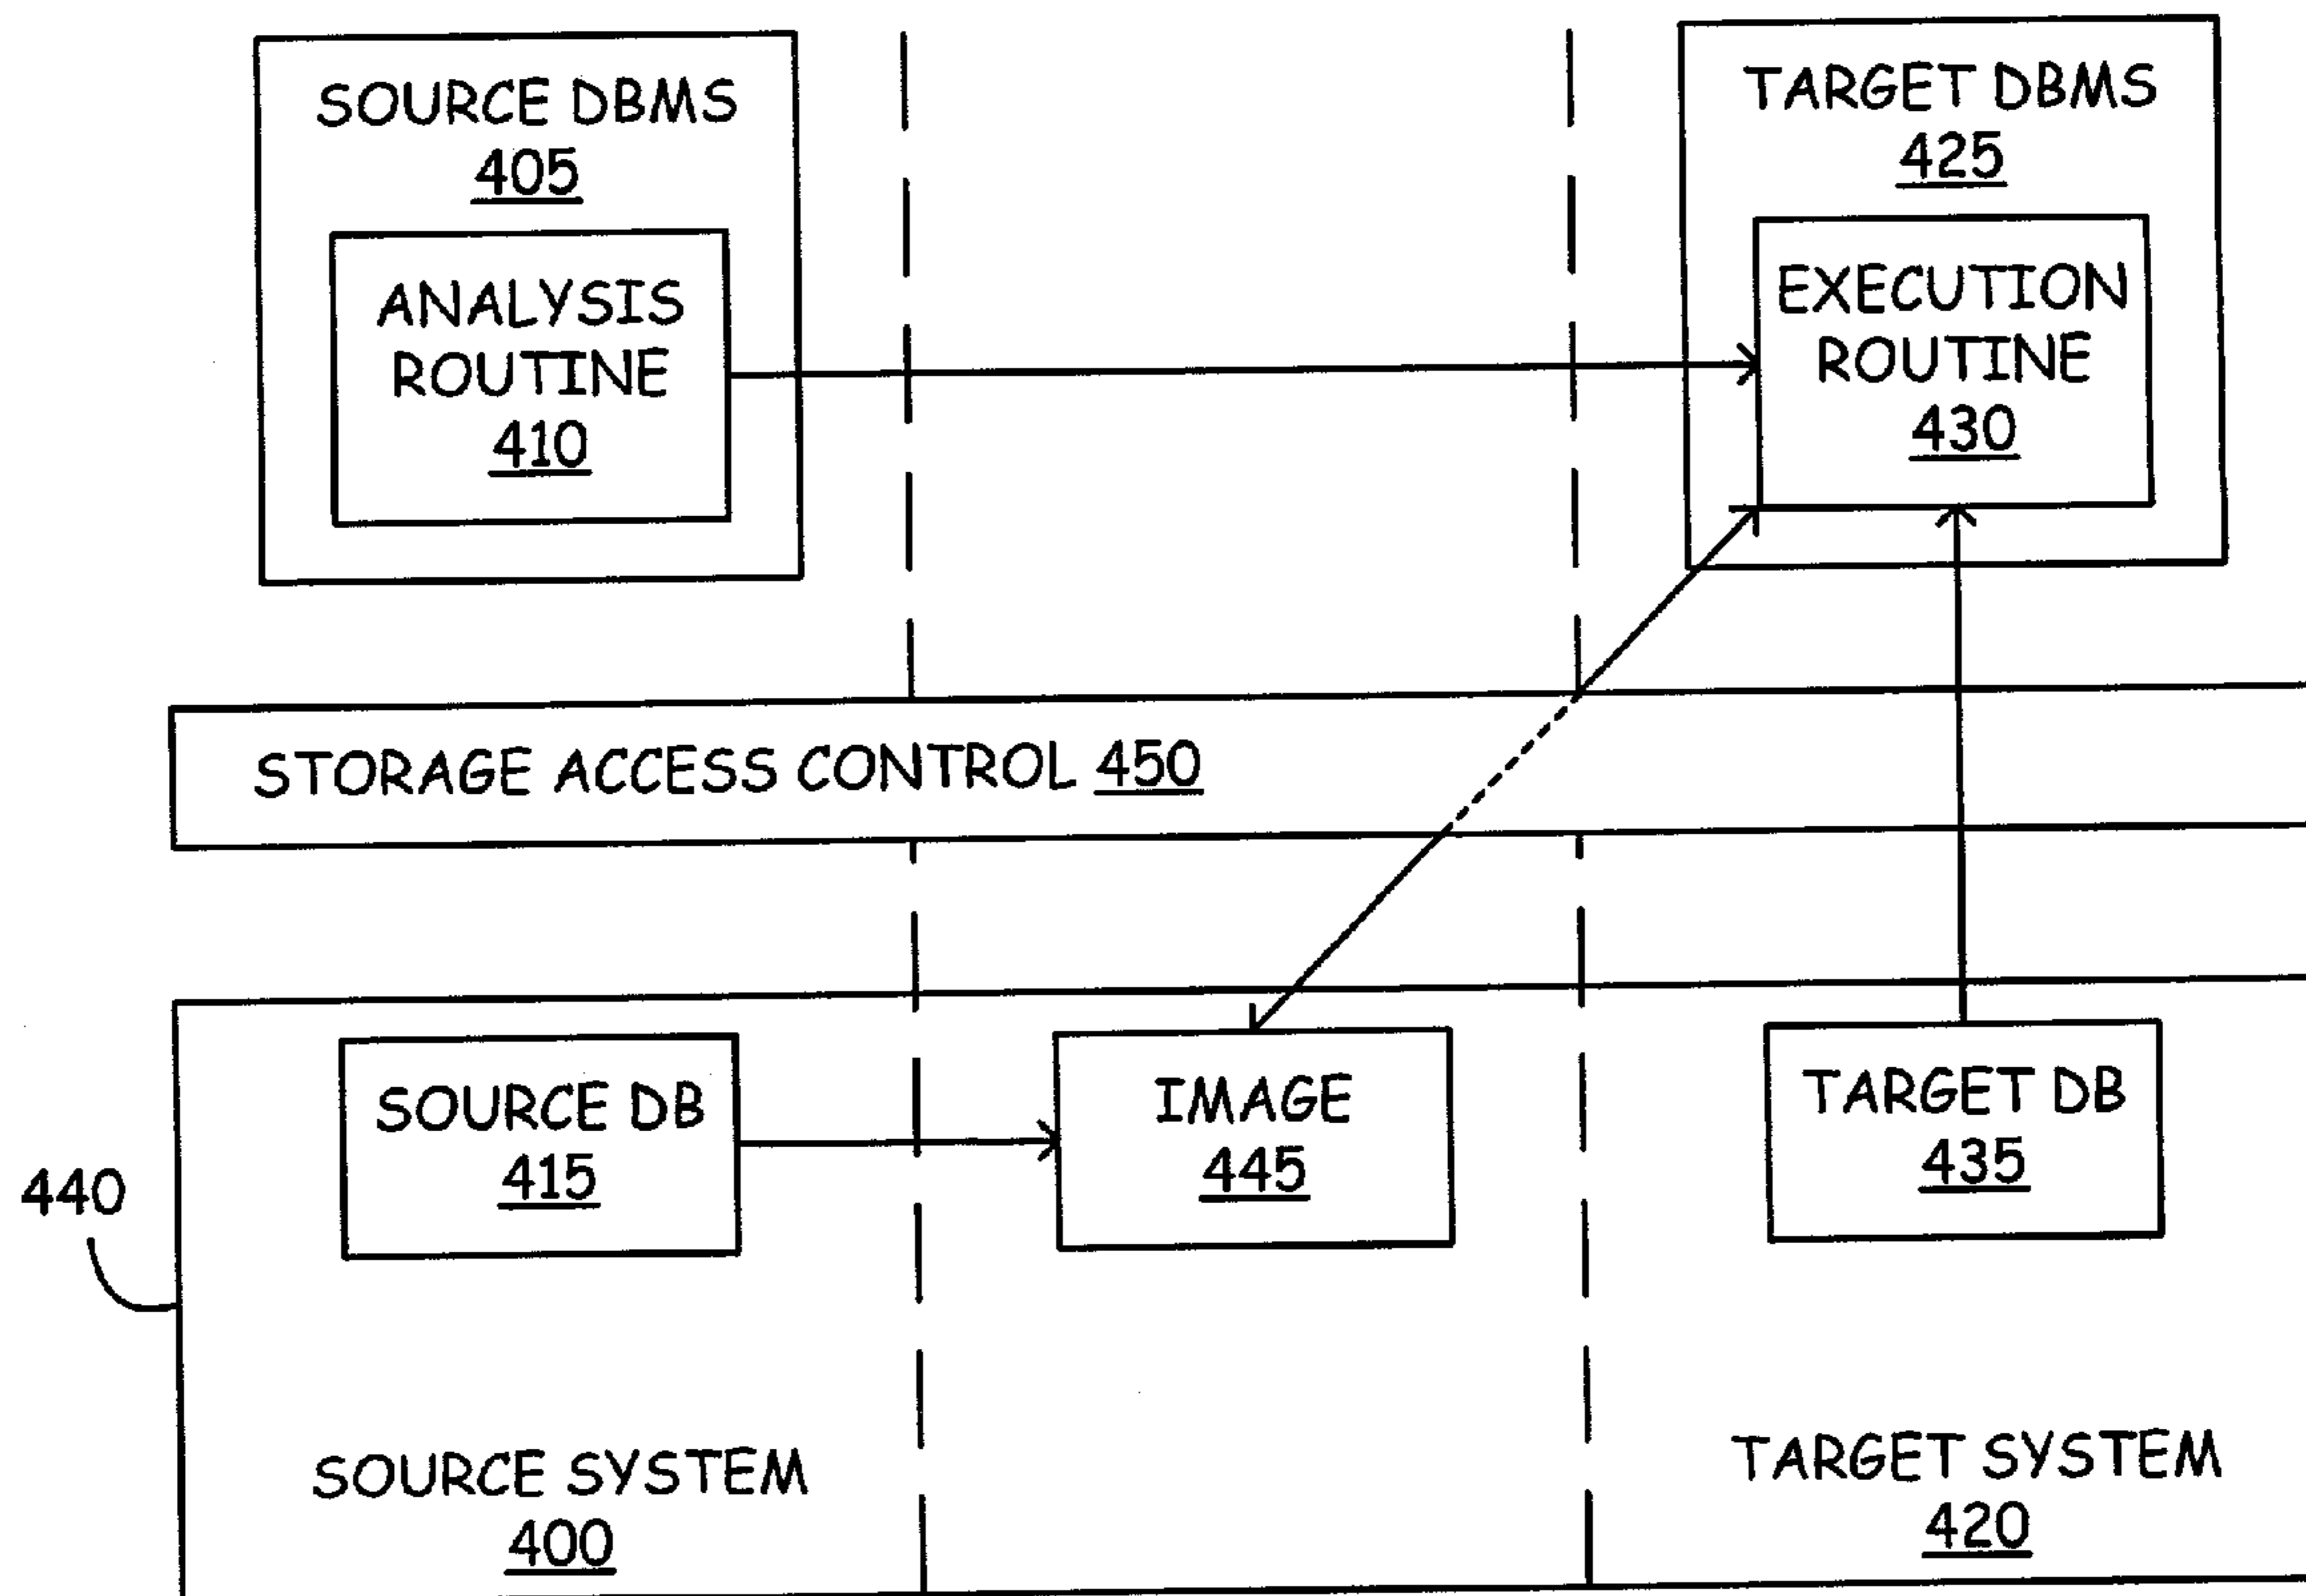 SOURCE DBMS
405
ANALYSIS
ROUTINE
410
TARGET DBMS
425
EXECUTION
ROUTINE
430
STORAGE ACCESS CONTROL 450
440
SOURCE DB
415
IMAGE
445
TARGET DB
435
SOURCE SYSTEM
400
TARGET SYSTEM
420